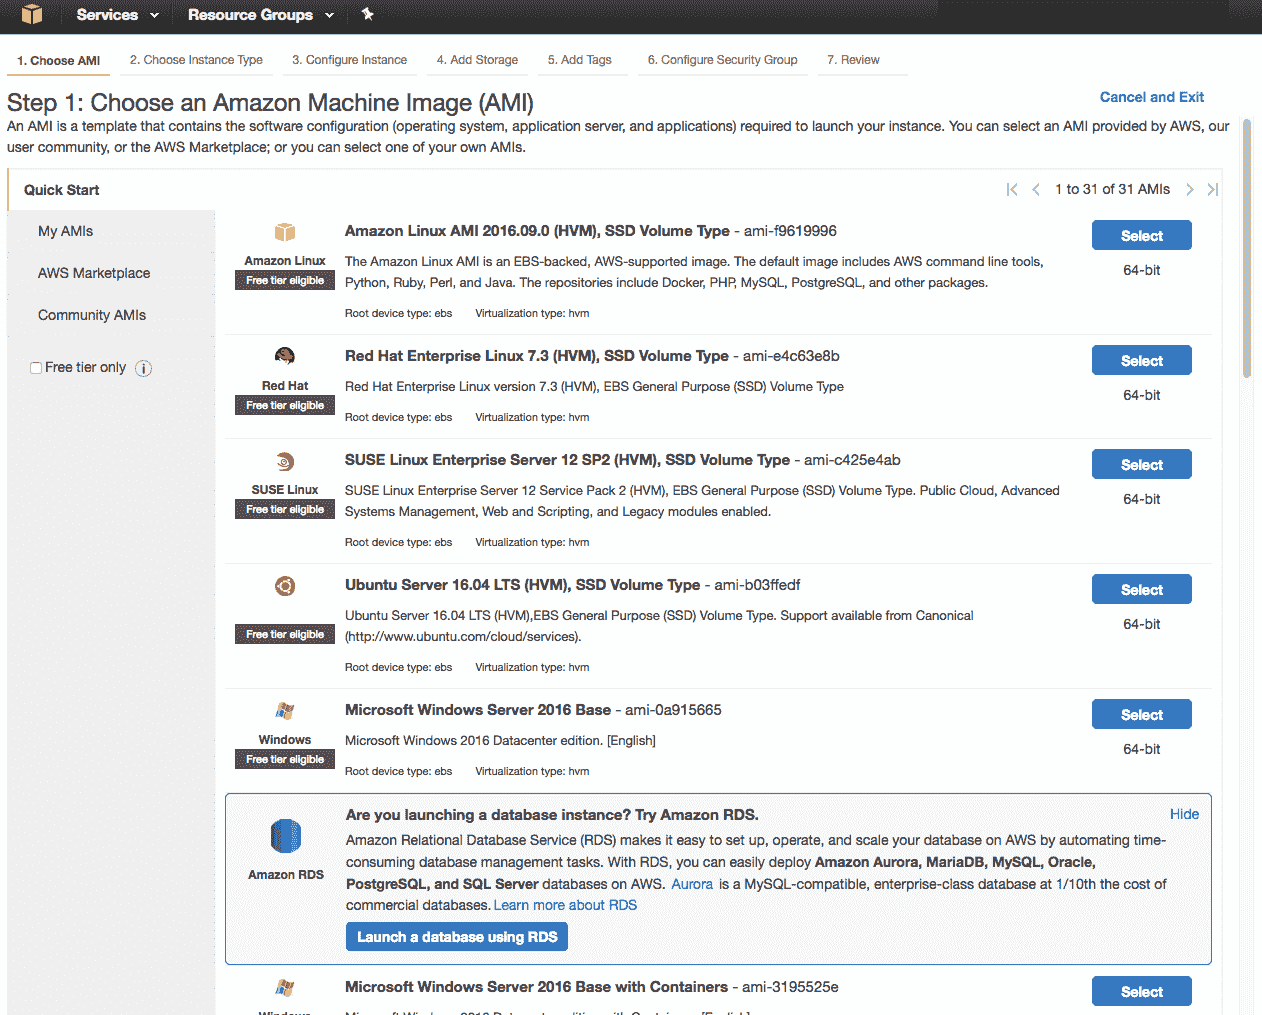 Services Resource Groups
1. Choose AMI 2. Choose Instance Type 3. Configure Instance 4. Add Storage 5. Add Tags 6. Configure Security Group 7. Review
Step 1: Choose an Amazon Machine Image (AMI)
Cancel and Exit
An AMI is a template that contains the software configuration (operating system, application server, and applications) required to launch your instance. You can select an AMI provided by AWS, our
user community, or the AWS Marketplace; or you can select one of your own AMIs.
Quick Start
1 to 31 of 31 AMIs
My AMIs
AWS Marketplace
Community AMIs
Free tier only
Amazon Linux
Free tier eligible
Amazon Linux AMI 2016.09.0 (HVM), SSD Volume Type - ami-f9619996
The Amazon Linux AMI is an EBS-backed, AWS-supported image. The default image includes AWS command line tools,
Python, Ruby, Perl, and Java. The repositories include Docker, PHP, MySQL, PostgreSQL, and other packages.
Root device type: ebs Virtualization type: hvm
Select
64-bit
Red Hat
Free tier eligible
Red Hat Enterprise Linux 7.3 (HVM), SSD Volume Type - ami-e4c63e8b
Red Hat Enterprise Linux version 7.3 (HVM), EBS General Purpose (SSD) Volume Type
Root device type: ebs Virtualization type: hvm
Select
64-bit
SUSE Linux
Free tier eligible
SUSE Linux Enterprise Server 12 SP2 (HVM), SSD Volume Type - ami-c425e4ab
SUSE Linux Enterprise Server 12 Service Pack 2 (HVM), EBS General Purpose (SSD) Volume Type. Public Cloud, Advanced
Systems Management, Web and Scripting, and Legacy modules enabled.
Root device type: ebs Virtualization type: hvm
Select
64-bit
Free tier eligible
Ubuntu Server 16.04 LTS (HVM), SSD Volume Type - ami-b03ffedf
Ubuntu Server 16.04 LTS (HVM),EBS General Purpose (SSD) Volume Type. Support available from Canonical
(http://www.ubuntu.com/cloud/services).
Root device type: ebs Virtualization type: hvm
Select
64-bit
Windows
Free tier eligible
Microsoft Windows Server 2016 Base - ami-0a915665
Microsoft Windows 2016 Datacenter edition. [English]
Root device type: ebs Virtualization type: hvm
Select
64-bit
Amazon RDS
Are you launching a database instance? Try Amazon RDS.
Hide
Amazon Relational Database Service (RDS) makes it easy to set up, operate, and scale your database on AWS by automating time-
consuming database management tasks. With RDS, you can easily deploy Amazon Aurora, MariaDB, MySQL, Oracle,
PostgreSQL, and SQL Server databases on AWS. Aurora is a MySQL-compatible, enterprise-class database at 1/10th the cost of
commercial databases. Learn more about RDS
Launch a database using RDS
Microsoft Windows Server 2016 Base with Containers - ami-3195525e
Select